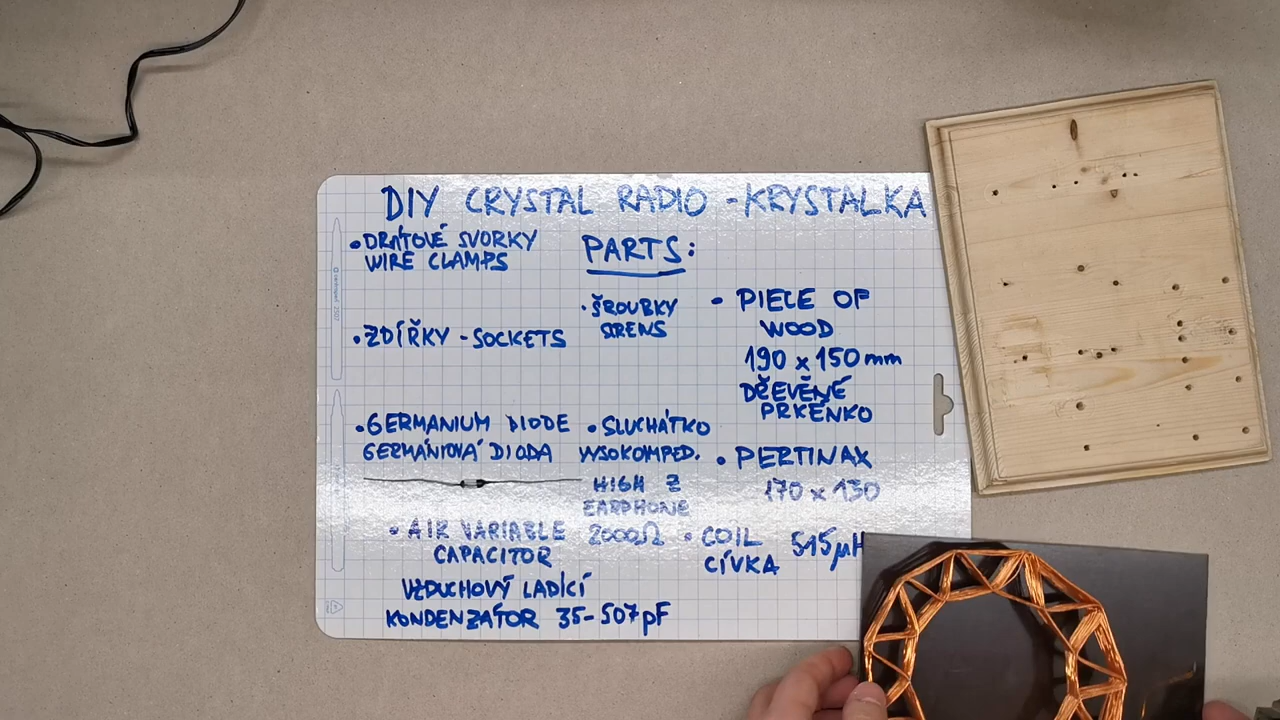 DIY CRYSTAL RADIO - KRYSTALKA
• DRÁTOVÉ SVORKY
WIRE CLAMPS
PARTS:
• ZDÍŘKY - SOCKETS
• ŠROUBKY
• PIECE OF
WOOD
190 x 150 mm
DŘEVĚNÉ
PRKÉNKO
• GERMANIUM DIODE
GERMÁNIOVÁ DIODA
• SLUCHÁTKO
VYSOKOIMPED.
HIGH Z
EARPHONE
2000Ω
• PERTINAX
170 x 130
• AIR VARIABLE
CAPACITOR
VZDUCHOVÝ LADÍCÍ
KONDENZÁTOR 35-507pF
• COIL 515µH
CÍVKA